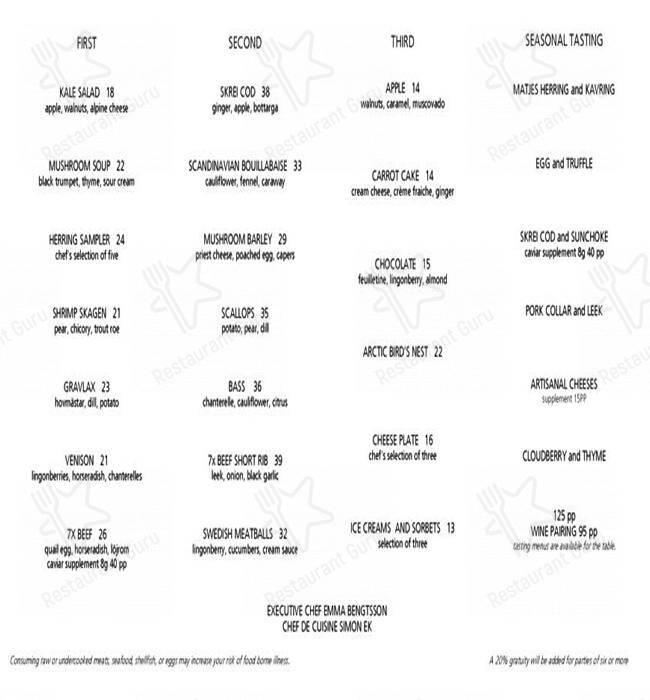 FIRST
KALE SALAD 18
apple, walnuts, alpine cheese
MUSHROOM SOUP 22
black trumpet, thyme, sour cream
HERRING SAMPLER 24
chef's selection of five
SHRIMP SKAGEN 21
pear, chicory, trout roe
GRAVLAX 23
hovmästar, dill, potato
VENISON 21
lingonberries, horseradish, chanterelles
7X BEEF 26
quail egg, horseradish, löjrom
caviar supplement 8g 40 pp
SECOND
SKREI COD 38
ginger, apple, bottarga
SCANDINAVIAN BOUILLABAISE 33
cauliflower, fennel, caraway
MUSHROOM BARLEY 29
priest cheese, poached egg, capers
SCALLOPS 35
potato, pear, dill
BASS 36
chanterelle, cauliflower, citrus
7x BEEF SHORT RIB 39
leek, onion, black garlic
SWEDISH MEATBALLS 32
lingonberry, cucumbers, cream sauce
THIRD
APPLE 14
walnuts, caramel, muscovado
CARROT CAKE 14
cream cheese, crème fraiche, ginger
CHOCOLATE 15
feuilletine, lingonberry, almond
ARCTIC BIRD'S NEST 22
CHEESE PLATE 16
chef's selection of three
ICE CREAMS AND SORBETS 13
selection of three
SEASONAL TASTING
MATJES HERRING and KAVRING
EGG and TRUFFLE
SKREI COD and SUNCHOKE
caviar supplement 8g 40 pp
PORK COLLAR and LEEK
ARTISANAL CHEESES
supplement 15PP
CLOUDBERRY and THYME
125 pp
WINE PAIRING 95 pp
tasting menus are available for the table.
EXECUTIVE CHEF EMMA BENGTSSON
CHEF DE CUISINE SIMON EK
Consuming raw or undercooked meats, seafood, shellfish, or eggs may increase your risk of food borne illness.
A 20% gratuity will be added for parties of six or more
Restaurant Guru